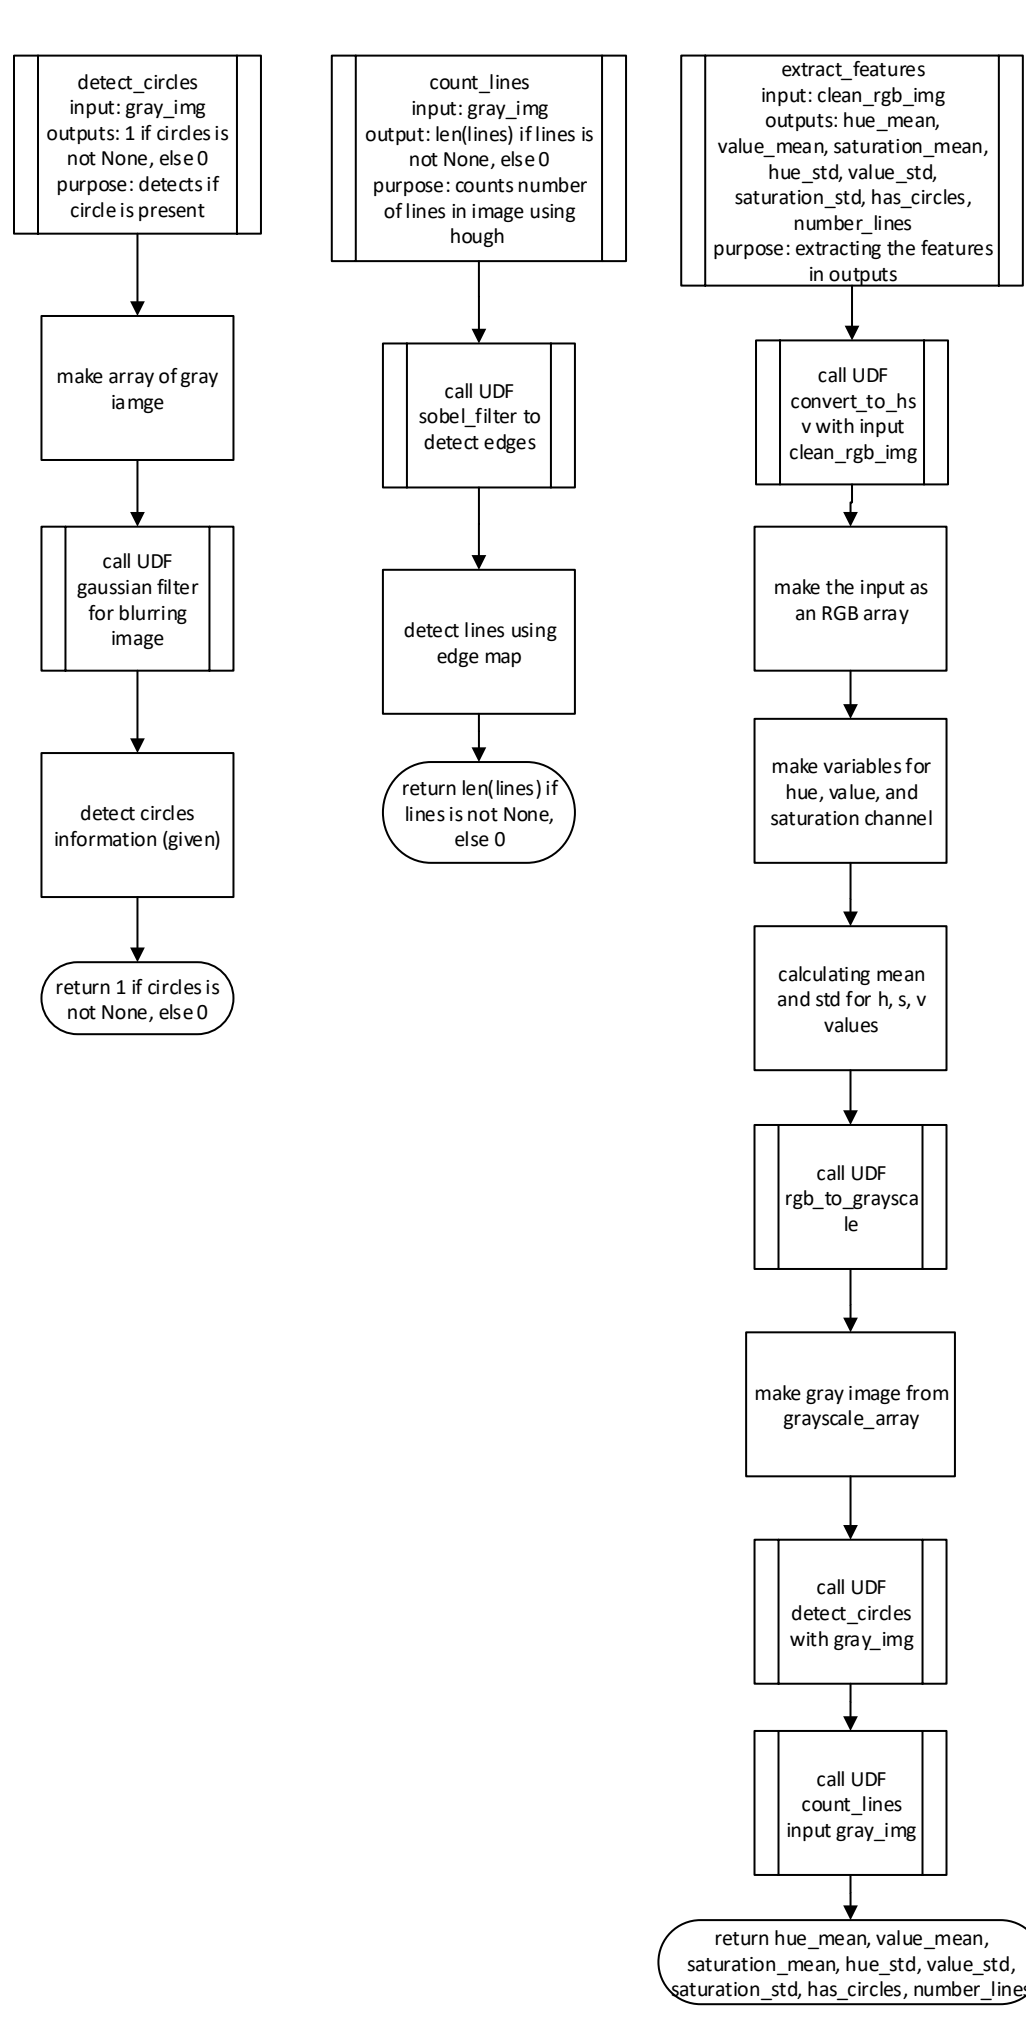 detect_circles
input: gray_img
outputs: 1 if circles is
not None, else 0
purpose: detects if
circle is present
make array of gray
iamge
call UDF
gaussian filter
for blurring
image
detect circles
information (given)
return 1 if circles is
not None, else 0
count_lines
input: gray_img
output: len(lines) if lines is
not None, else 0
purpose: counts number
of lines in image using
hough
call UDF
sobel_filter to
detect edges
detect lines using
edge map
return len(lines) if
lines is not None,
else 0
extract_features
input: clean_rgb_img
outputs: hue_mean,
value_mean, saturation_mean,
hue_std, value_std,
saturation_std, has_circles,
number_lines
purpose: extracting the features
in outputs
call UDF
convert_to_hs
v with input
clean_rgb_img
make the input as
an RGB array
make variables for
hue, value, and
saturation channel
calculating mean
and std for h, s, v
values
call UDF
rgb_to_graysca
le
make gray image from
grayscale_array
call UDF
detect_circles
with gray_img
call UDF
count_lines
input gray_img
return hue_mean, value_mean,
saturation_mean, hue_std, value_std,
saturation_std, has_circles, number_lines